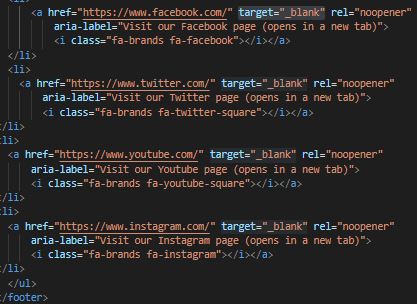 <li>
<a href="https://www.facebook.com/" target="_blank" rel="noopener"
aria-label="Visit our Facebook page (opens in a new tab)">
<i class="fa-brands fa-facebook"></i></a>
</li>
<li>
<a href="https://www.twitter.com/" target="_blank" rel="noopener"
aria-label="Visit our Twitter page (opens in a new tab)">
<i class="fa-brands fa-twitter-square"></i></a>
</li>
li>
<a href="https://www.youtube.com/" target="_blank" rel="noopener"
aria-label="Visit our Youtube page (opens in a new tab)">
<i class="fa-brands fa-youtube-square"></i></a>
</li>
li>
<a href="https://www.instagram.com/" target="_blank" rel="noopener"
aria-label="Visit our Instagram page (opens in a new tab)">
<i class="fa-brands fa-instagram"></i></a>
</li>
</ul>
</footer>